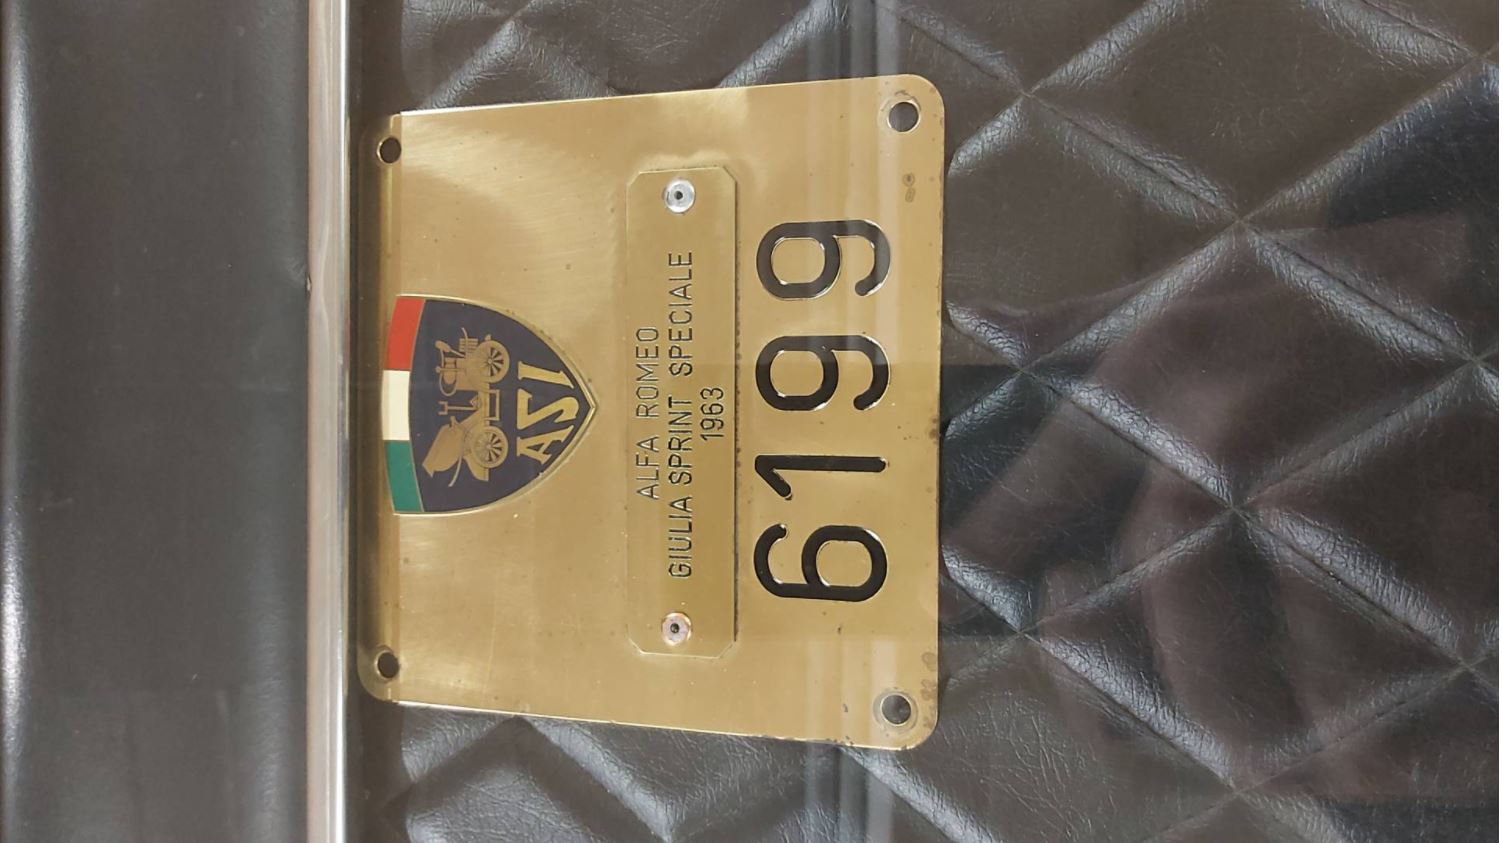 ASI
ALFA ROMEO
GIULIA SPRINT SPECIALE
1963
6199